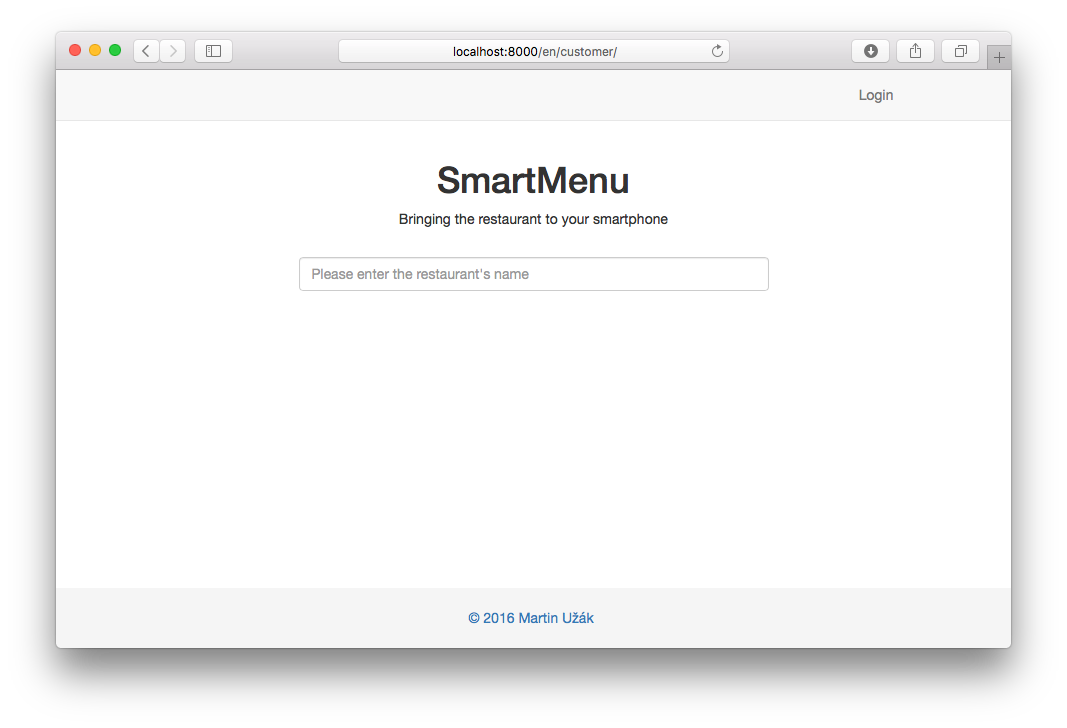 localhost:8000/en/customer/
Login
SmartMenu
Bringing the restaurant to your smartphone
Please enter the restaurant's name
© 2016 Martin Užák